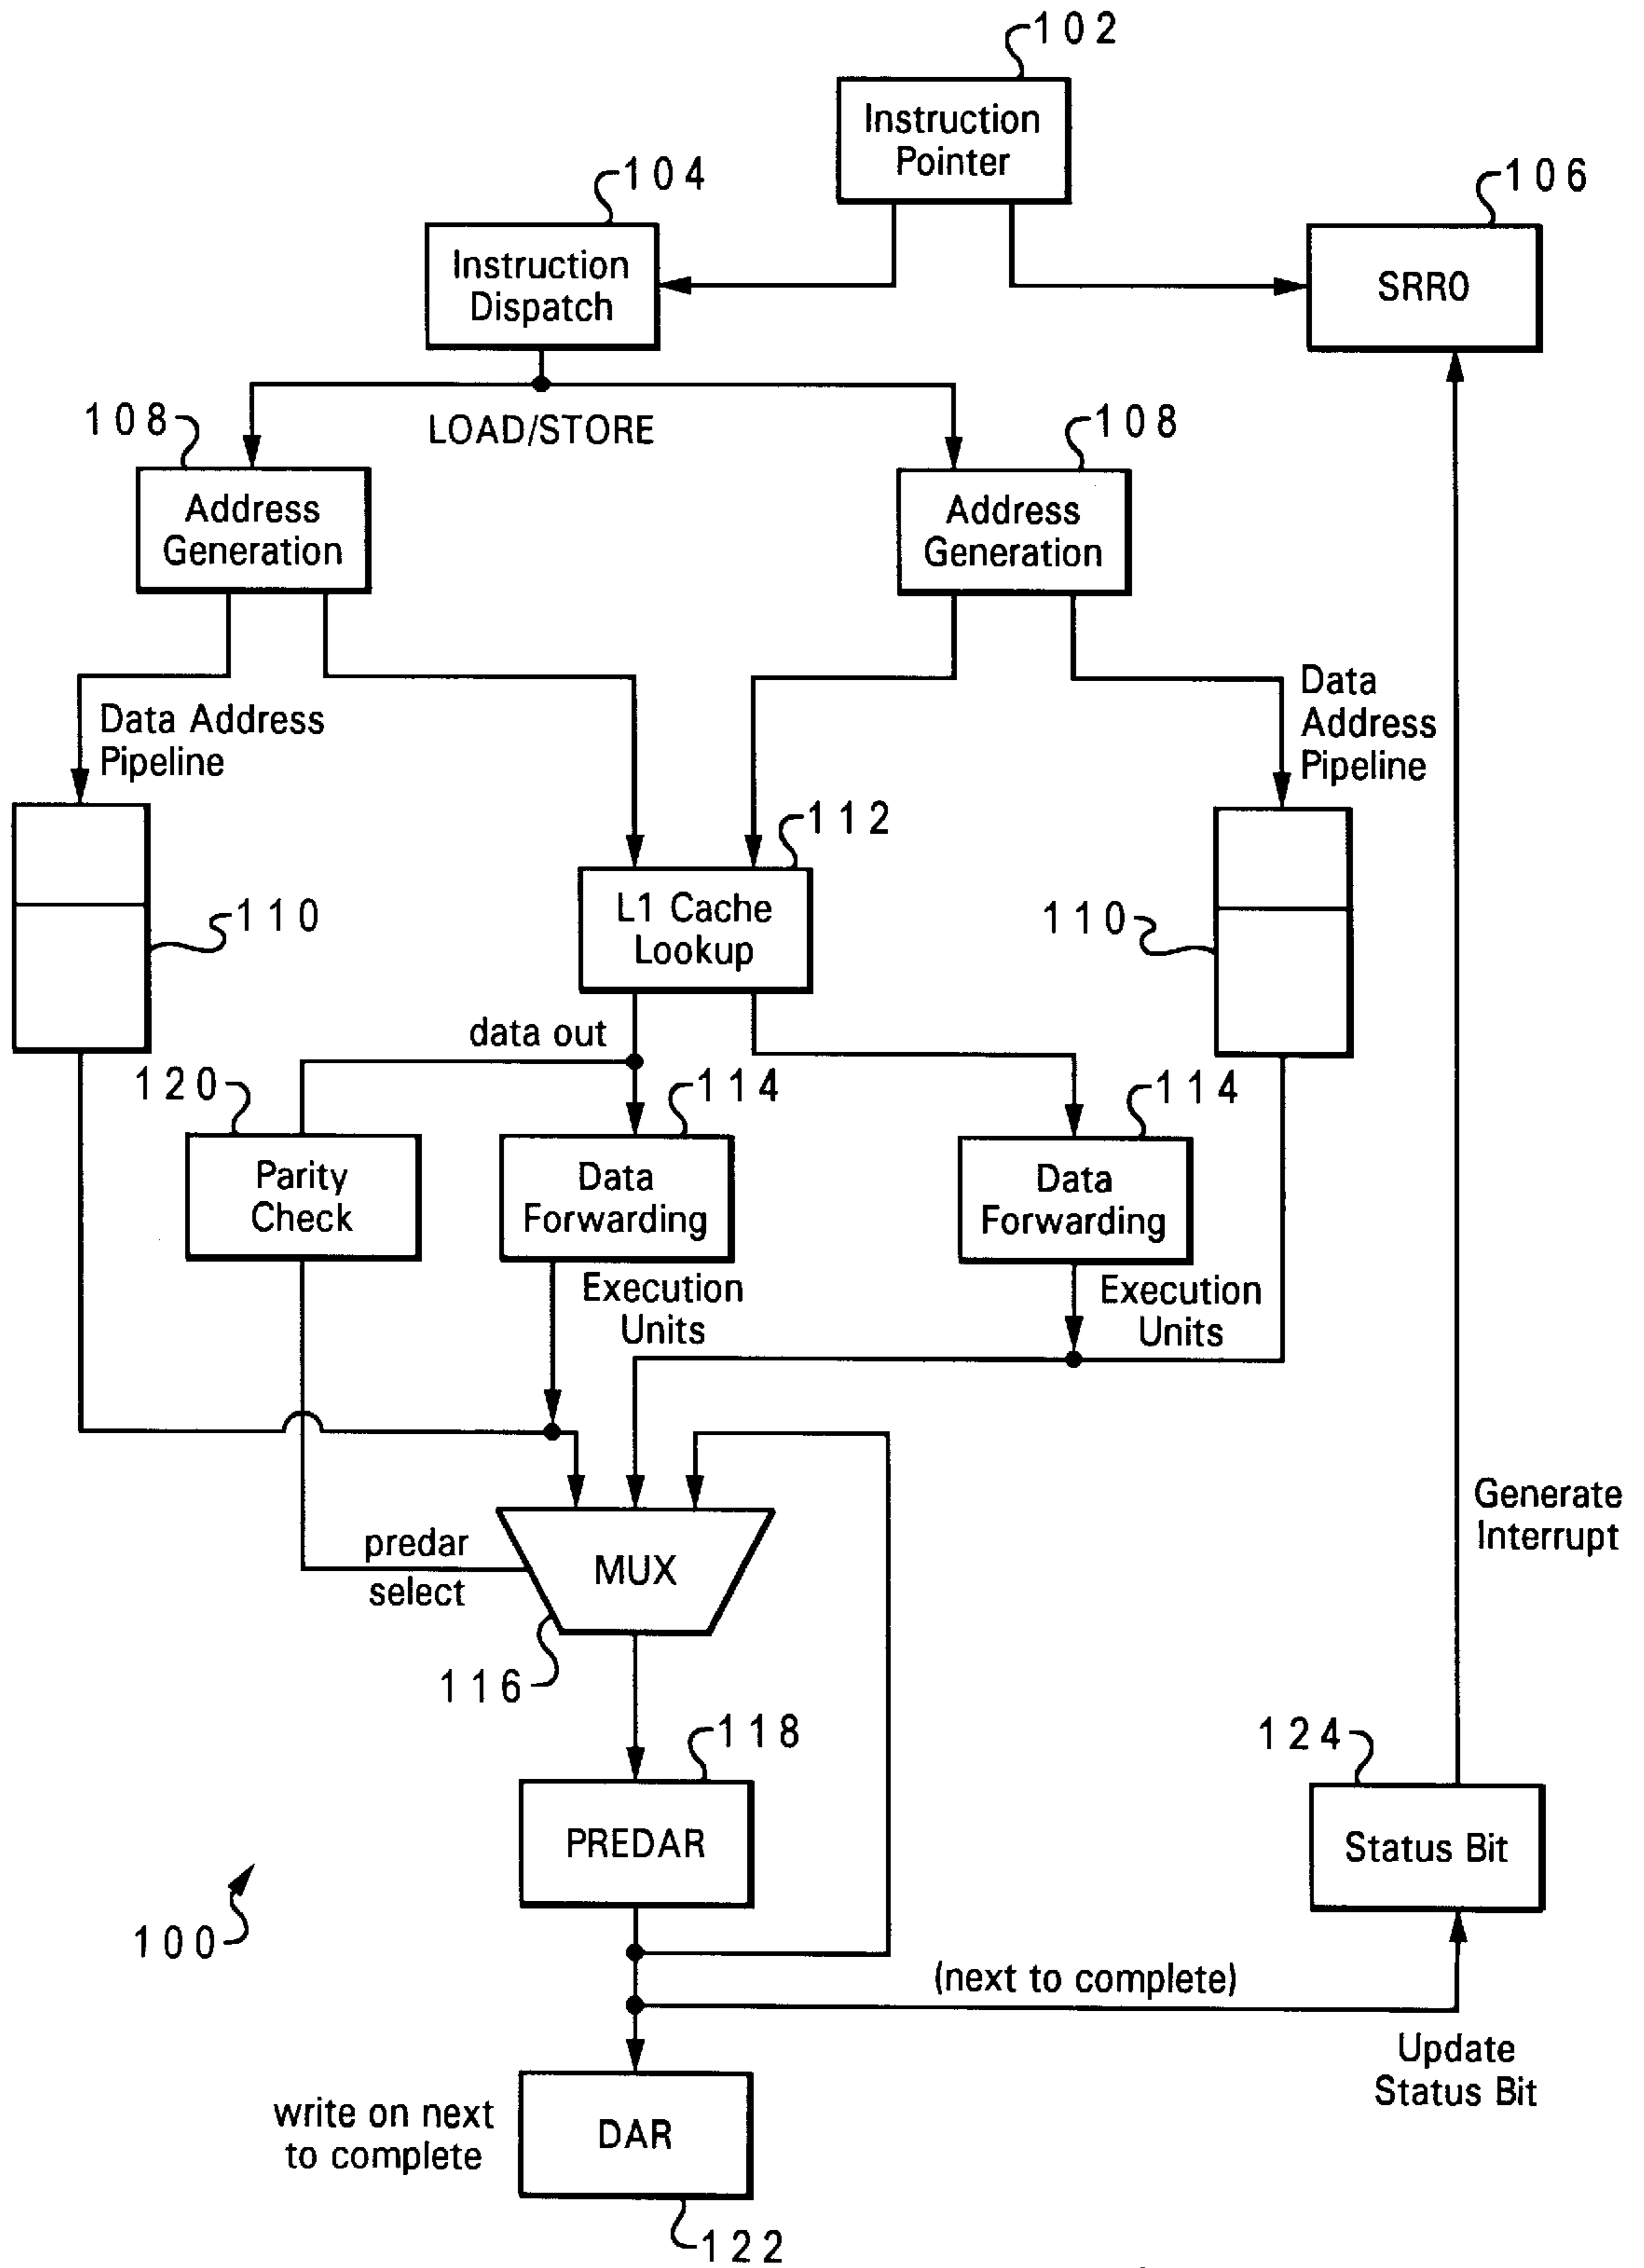 102
Instruction
Pointer
104
106
Instruction
Dispatch
SRR0
108
LOAD/STORE
108
Address
Generation
Address
Generation
Data Address
Pipeline
Data
Address
Pipeline
112
110
L1 Cache
Lookup
110
data out
120
114
114
Parity
Check
Data
Forwarding
Data
Forwarding
Execution
Units
Execution
Units
Generate
Interrupt
predar
select
MUX
116
118
124
PREDAR
Status Bit
100
(next to complete)
Update
Status Bit
write on next
to complete
DAR
122